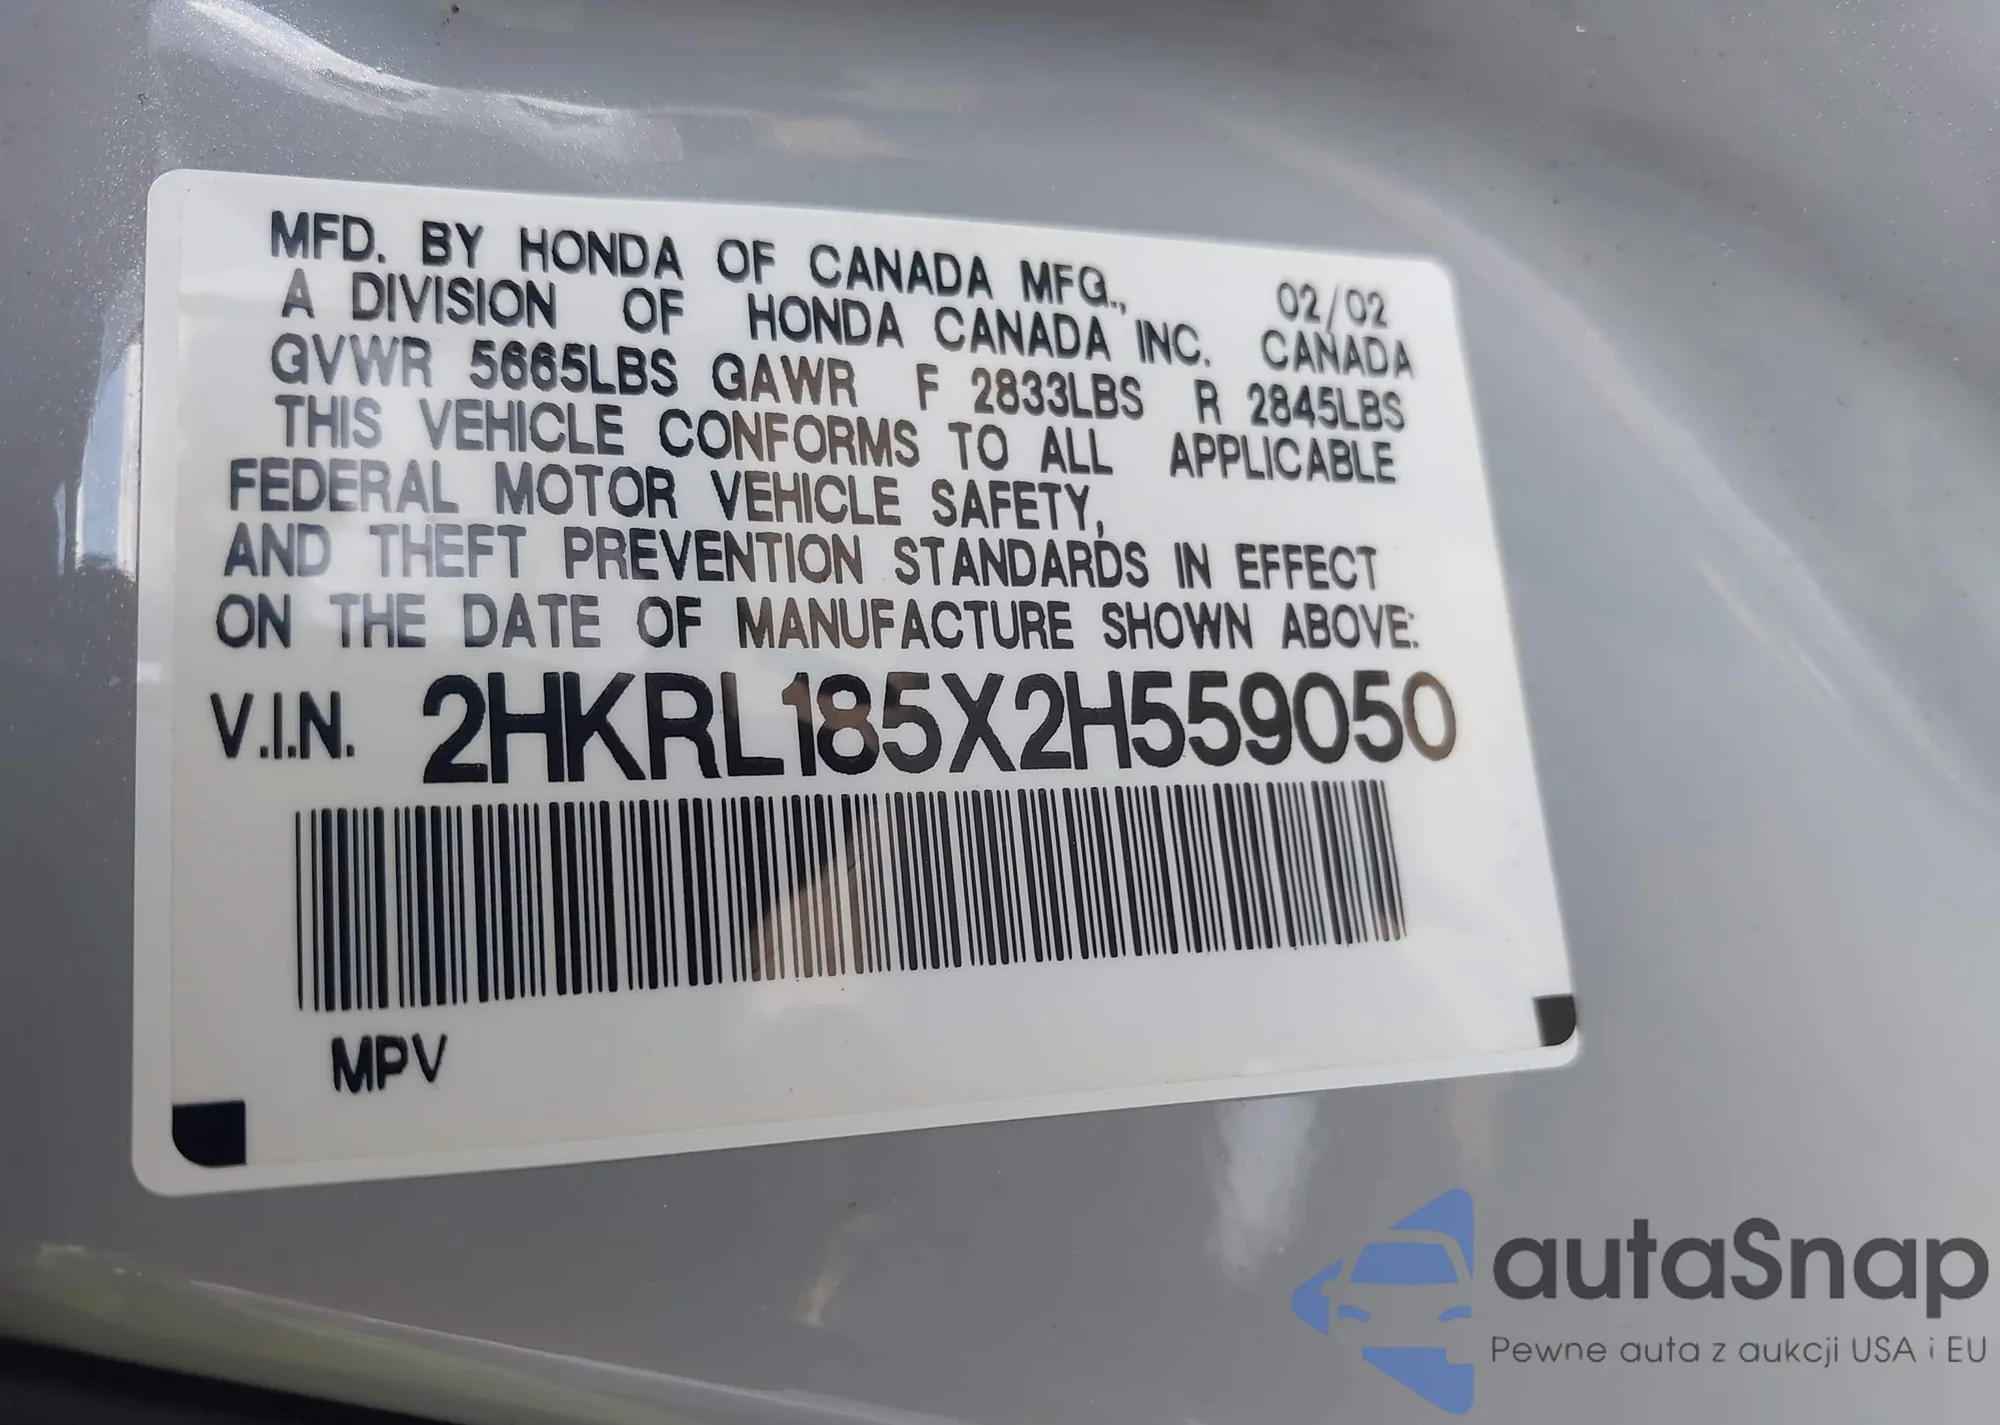 MFD. BY HONDA OF CANADA MFG., 02/02
A DIVISION OF HONDA CANADA INC. CANADA
GVWR 5665LBS GAWR F 2833LBS R 2845LBS
THIS VEHICLE CONFORMS TO ALL APPLICABLE
FEDERAL MOTOR VEHICLE SAFETY,
AND THEFT PREVENTION STANDARDS IN EFFECT
ON THE DATE OF MANUFACTURE SHOWN ABOVE:
V.I.N. 2HKRL185X2H559050
MPV
autaSnap
Pewne auta z aukcji USA i EU